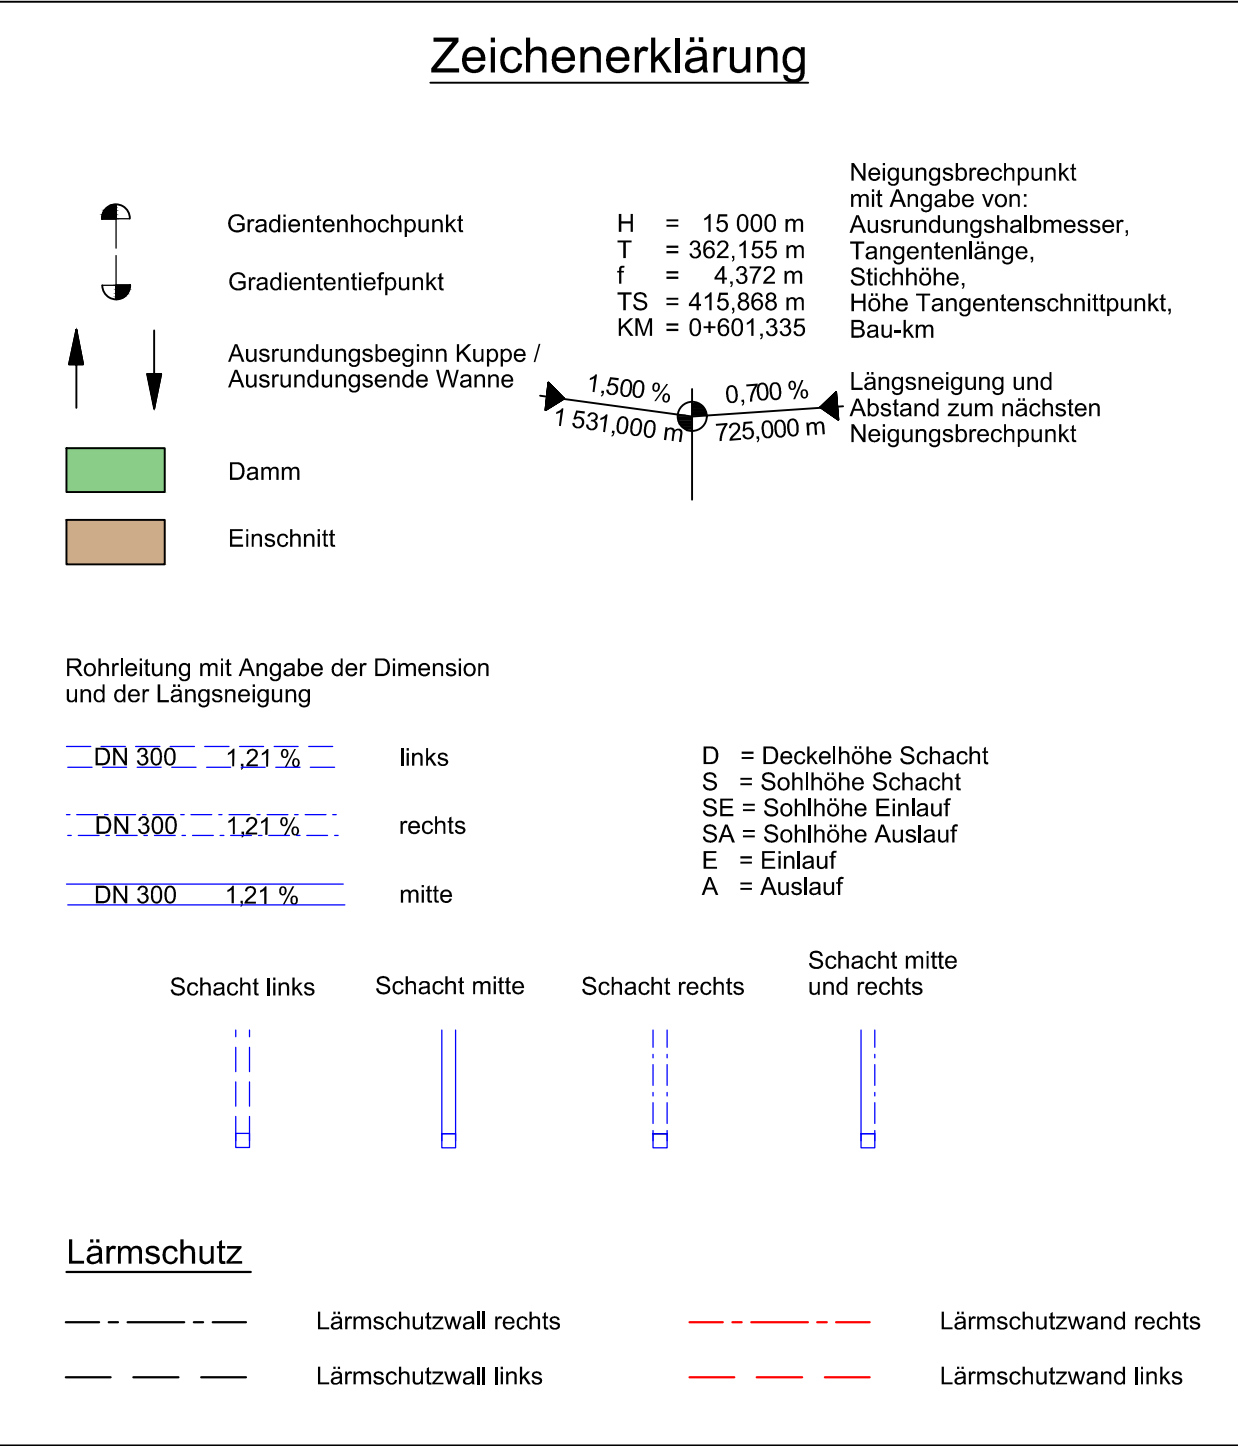 Zeichenerklärung
Gradientenhochpunkt
Gradiententiefpunkt
Ausrundungsbeginn Kuppe /
Ausrundungsende Wanne
Damm
Einschnitt
H = 15 000 m
T = 362,155 m
f = 4,372 m
TS = 415,868 m
KM = 0+601,335
Neigungsbrechpunkt
mit Angabe von:
Ausrundungshalbmesser,
Tangentenlänge,
Stichhöhe,
Höhe Tangentenschnittpunkt,
Bau-km
1,500 %
1 531,000 m
0,700 %
725,000 m
Längsneigung und
Abstand zum nächsten
Neigungsbrechpunkt
Rohrleitung mit Angabe der Dimension
und der Längsneigung
DN 300 1,21 % links
DN 300 1,21 % rechts
DN 300 1,21 % mitte
D = Deckelhöhe Schacht
S = Sohlhöhe Schacht
SE = Sohlhöhe Einlauf
SA = Sohlhöhe Auslauf
E = Einlauf
A = Auslauf
Schacht links
Schacht mitte
Schacht rechts
Schacht mitte
und rechts
Lärmschutz
Lärmschutzwall rechts
Lärmschutzwall links
Lärmschutzwand rechts
Lärmschutzwand links